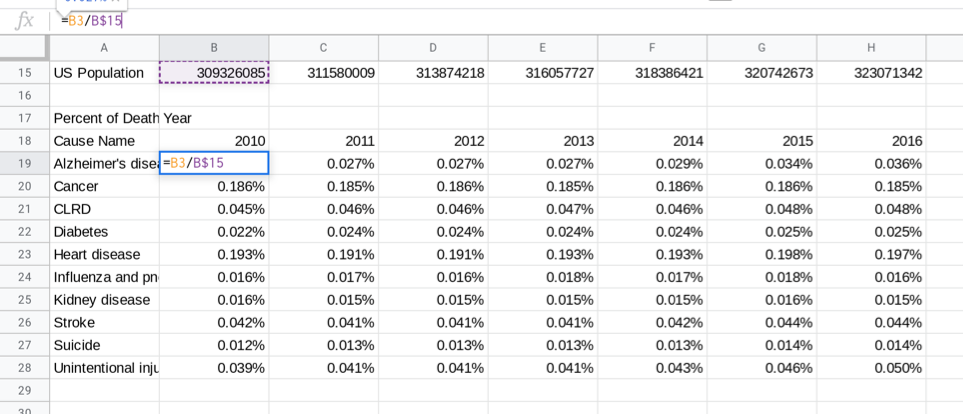 fx =B3/B$15
A B C D E F G H
15 US Population 309326085 311580009 313874218 316057727 318386421 320742673 323071342
16
17 Percent of Death Year
18 Cause Name 2010 2011 2012 2013 2014 2015 2016
19 Alzheimer's disea =B3/B$15 0.027% 0.027% 0.027% 0.029% 0.034% 0.036%
20 Cancer 0.186% 0.185% 0.186% 0.185% 0.186% 0.186% 0.185%
21 CLRD 0.045% 0.046% 0.046% 0.047% 0.046% 0.048% 0.048%
22 Diabetes 0.022% 0.024% 0.024% 0.024% 0.024% 0.025% 0.025%
23 Heart disease 0.193% 0.191% 0.191% 0.193% 0.193% 0.198% 0.197%
24 Influenza and pn 0.016% 0.017% 0.016% 0.018% 0.017% 0.018% 0.016%
25 Kidney disease 0.016% 0.015% 0.015% 0.015% 0.015% 0.016% 0.015%
26 Stroke 0.042% 0.041% 0.041% 0.041% 0.042% 0.044% 0.044%
27 Suicide 0.012% 0.013% 0.013% 0.013% 0.013% 0.014% 0.014%
28 Unintentional inju 0.039% 0.041% 0.041% 0.041% 0.043% 0.046% 0.050%
29
30